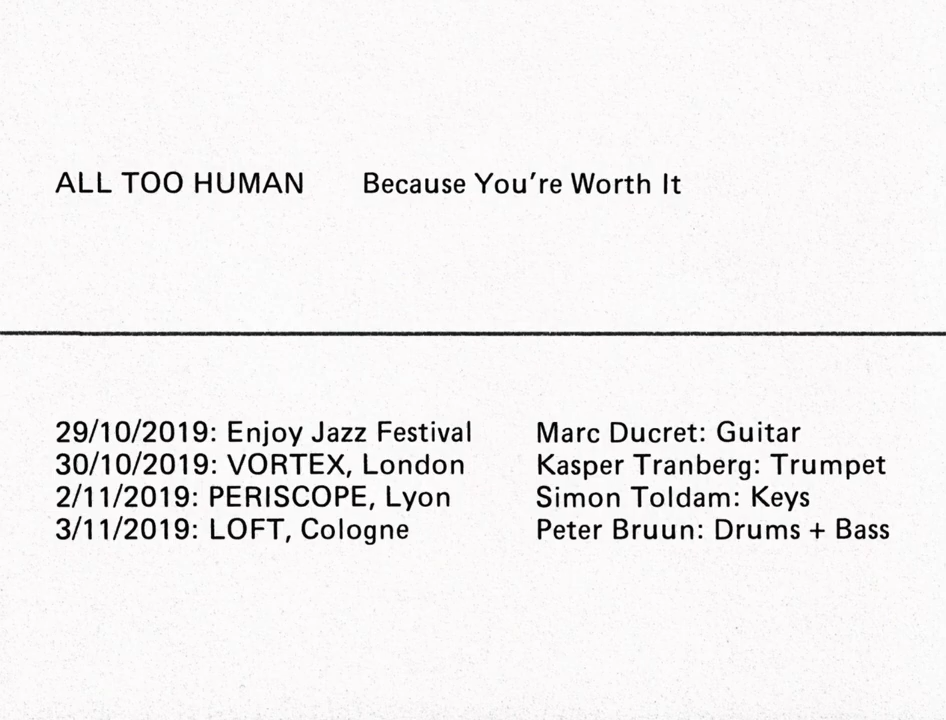 ALL TOO HUMAN Because You're Worth It
29/10/2019: Enjoy Jazz Festival
30/10/2019: VORTEX, London
2/11/2019: PERISCOPE, Lyon
3/11/2019: LOFT, Cologne
Marc Ducret: Guitar
Kasper Tranberg: Trumpet
Simon Toldam: Keys
Peter Bruun: Drums + Bass